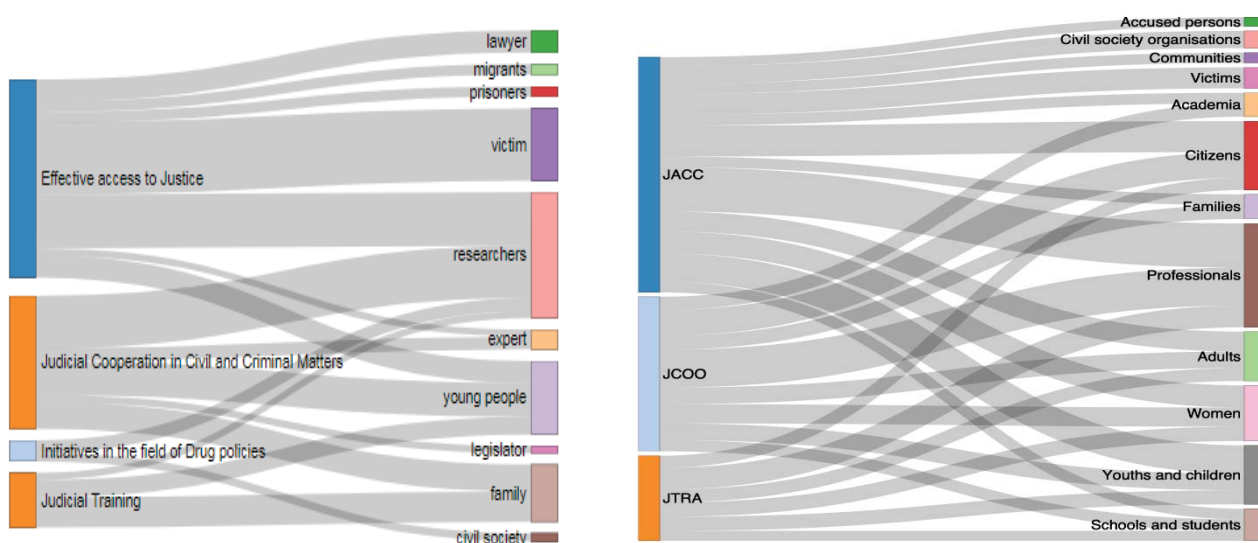 lawyer
migrants
prisoners
victim
Effective access to Justice
researchers
expert
Judicial Cooperation in Civil and Criminal Matters
young people
legislator
Initiatives in the field of Drug policies
family
Judicial Training
civil society
Accused persons
Civil society organisations
Communities
Victims
Academia
Citizens
JACC
Families
Professionals
Adults
JCOO
Women
Youths and children
JTRA
Schools and students